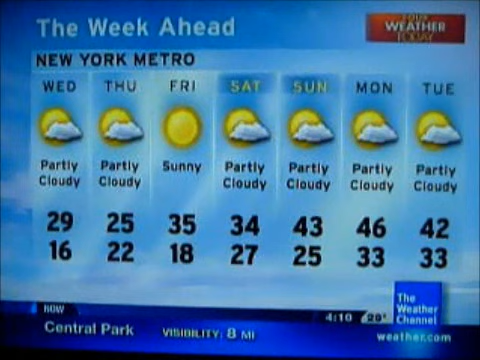 The Week Ahead
YOUR
WEATHER
TODAY
NEW YORK METRO
WED THU FRI SAT SUN MON TUE
Partly Cloudy Partly Cloudy Sunny Partly Cloudy Partly Cloudy Partly Cloudy Partly Cloudy
29 25 35 34 43 46 42
16 22 18 27 25 33 33
NOW
4:10 29°
The
Weather
Channel
Central Park VISIBILITY: 8 MI
weather.com